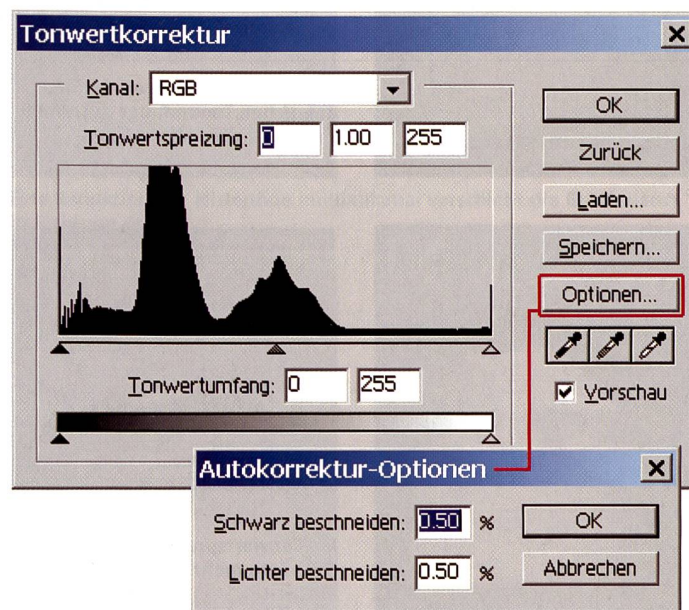 Tonwertkorrektur
Kanal: RGB
Tonwertspreizung: 0 1.00 255
OK
Zurück
Laden...
Speichern...
Optionen...
Tonwertumfang: 0 255
Vorschau
Autokorrektur-Optionen
Schwarz beschneiden: 0.50 %
OK
Lichter beschneiden: 0.50 %
Abbrechen